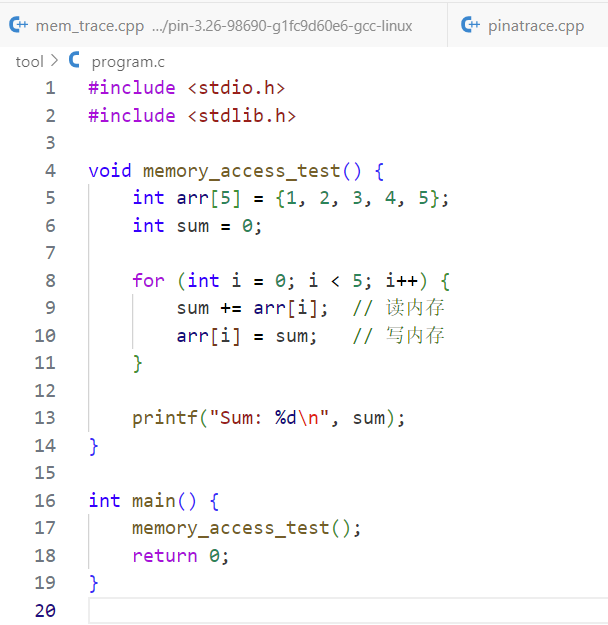 mem_trace.cpp .../pin-3.26-98690-g1fc9d60e6-gcc-linux pinatrace.cpp
tool > program.c
1 #include <stdio.h>
2 #include <stdlib.h>
3
4 void memory_access_test() {
5 int arr[5] = {1, 2, 3, 4, 5};
6 int sum = 0;
7
8 for (int i = 0; i < 5; i++) {
9 sum += arr[i]; // 读内存
10 arr[i] = sum; // 写内存
11 }
12
13 printf("Sum: %d\n", sum);
14 }
15
16 int main() {
17 memory_access_test();
18 return 0;
19 }
20